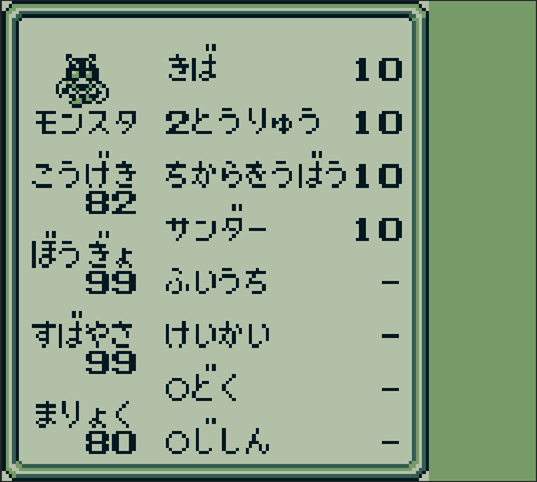 きば 10
モンスタ 2とうりゅう 10
こうげき ちからをうばう 10
82
サンダー 10
ぼうぎょ
99 ふいうち -
すばやさ けいかい -
99
○どく -
まりょく
80 ○じしん -